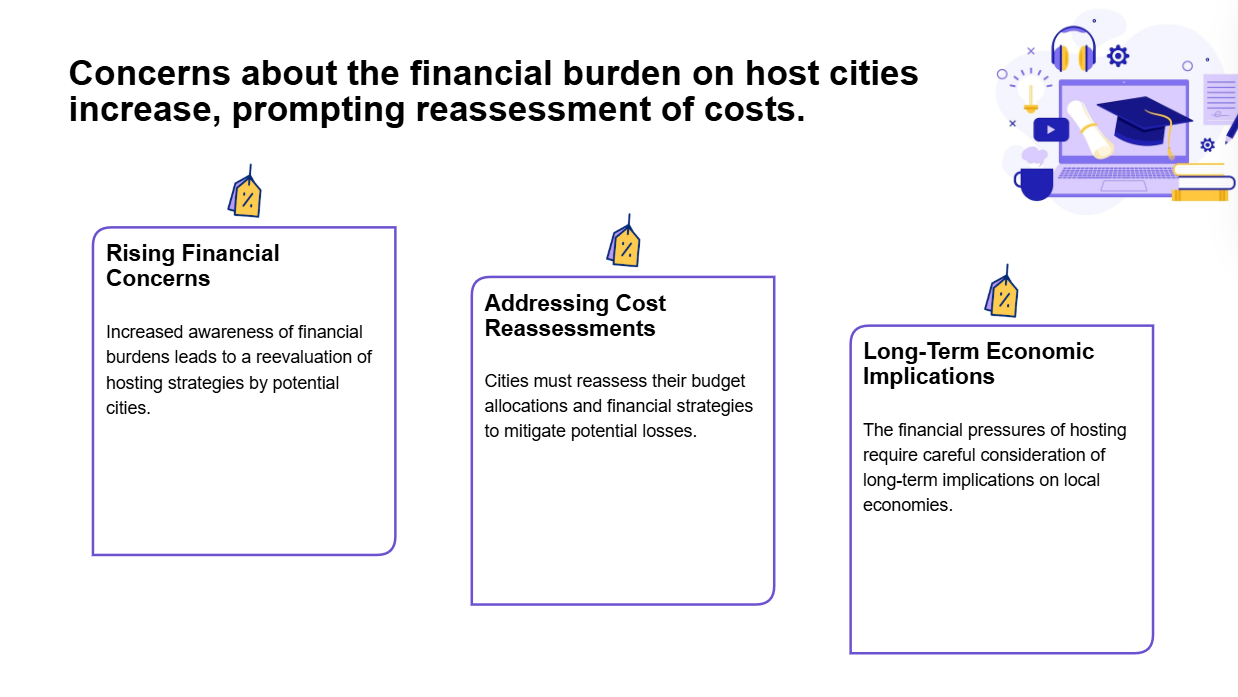 Concerns about the financial burden on host cities
increase, prompting reassessment of costs.
Rising Financial
Concerns
Increased awareness of financial
burdens leads to a reevaluation of
hosting strategies by potential
cities.
Addressing Cost
Reassessments
Cities must reassess their budget
allocations and financial strategies
to mitigate potential losses.
Long-Term Economic
Implications
The financial pressures of hosting
require careful consideration of
long-term implications on local
economies.